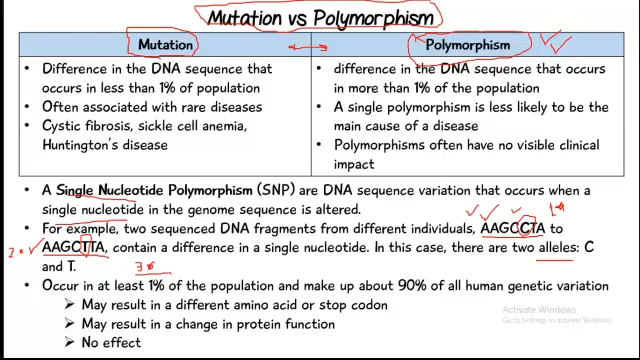 Mutation vs Polymorphism
Mutation
Polymorphism
• Difference in the DNA sequence that
occurs in less than 1% of population
• Often associated with rare diseases
• Cystic fibrosis, sickle cell anemia,
Huntington's disease
• difference in the DNA sequence that occurs
in more than 1% of the population
• A single polymorphism is less likely to be the
main cause of a disease
• Polymorphisms often have no visible clinical
impact
• A Single Nucleotide Polymorphism (SNP) are DNA sequence variation that occurs when a
single nucleotide in the genome sequence is altered.
• For example, two sequenced DNA fragments from different individuals, AAGCCTA to
AAGCTTA, contain a difference in a single nucleotide. In this case, there are two alleles: C
and T.
• Occur in at least 1% of the population and make up about 90% of all human genetic variation
➤ May result in a different amino acid or stop codon
➤ May result in a change in protein function
➤ No effect
Activate Windows
Go to Settings to activate Windows.